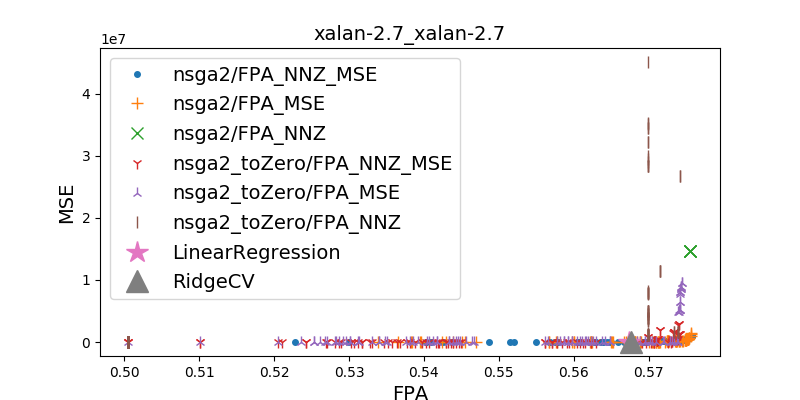 xalan-2.7_xalan-2.7
1e7
MSE
4
3
2
1
0
nsga2/FPA_NNZ_MSE
nsga2/FPA_MSE
nsga2/FPA_NNZ
nsga2_toZero/FPA_NNZ_MSE
nsga2_toZero/FPA_MSE
nsga2_toZero/FPA_NNZ
LinearRegression
RidgeCV
0.50 0.51 0.52 0.53 0.54 0.55 0.56 0.57
FPA